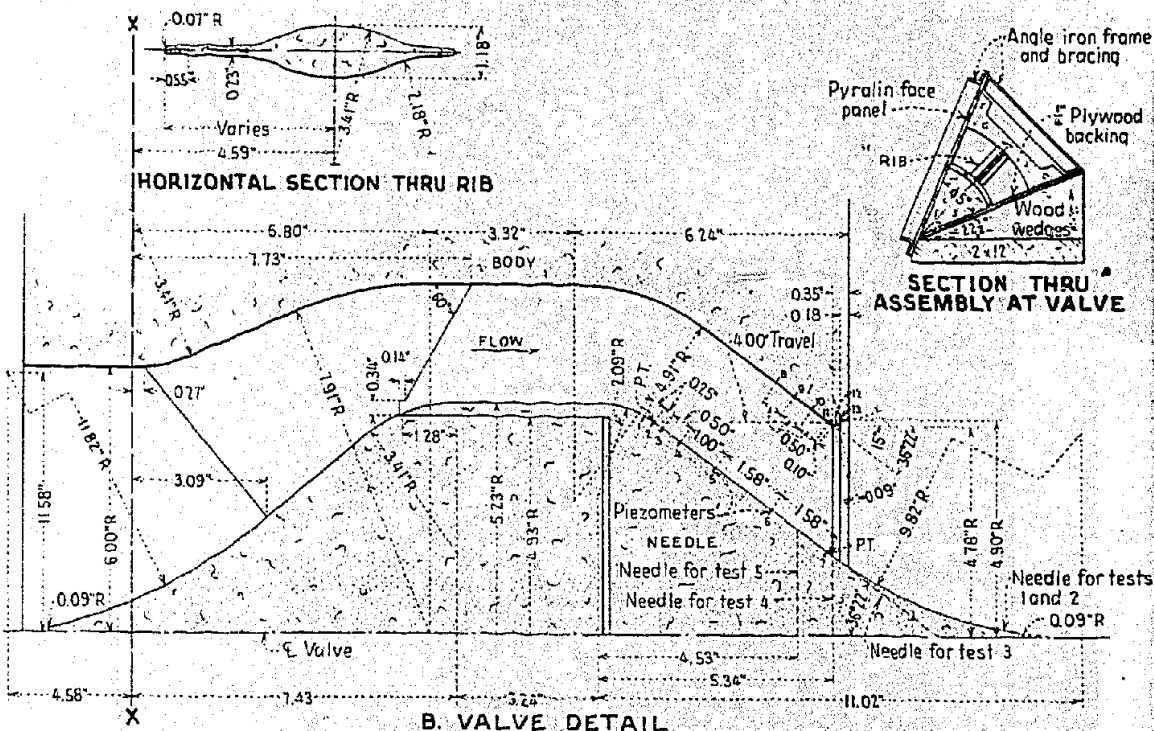 X
0.07"R
.055"
0.23"
1.18"
3.41"R
2.18"R
Varies
4.59"
HORIZONTAL SECTION THRU RIB
Angle iron frame
and bracing
Pyralin face
panel
Plywood
backing
RIB
45°
Wood
wedges
2 x 12
SECTION THRU
ASSEMBLY AT VALVE
6.80"
3.32"
6.24"
1.73"
BODY
3.41"R
60°
0.35"
0.18"
4.00" Travel
FLOW
0.14"
0.34"
2.09"R
P.T.
4.91"R
0.27"
7.91"R
0.25"
0.50"
1.00"
1.58"
1.58"
0.50"
0.10"
15°
36°22'
11.82"R
1.28"
3.09"
3.41"R
0.09"
9.82"R
11.58"
6.00"R
5.23"R
4.93"R
Piezometers
NEEDLE
P.T.
4.78"R
4.90"R
Needle for test 5
Needle for test 4
Needle for tests
1 and 2
0.09"R
0.09"R
36°22'
℄ Valve
Needle for test 3
4.53"
5.34"
4.58"
7.43"
3.24"
11.02"
X
B. VALVE DETAIL